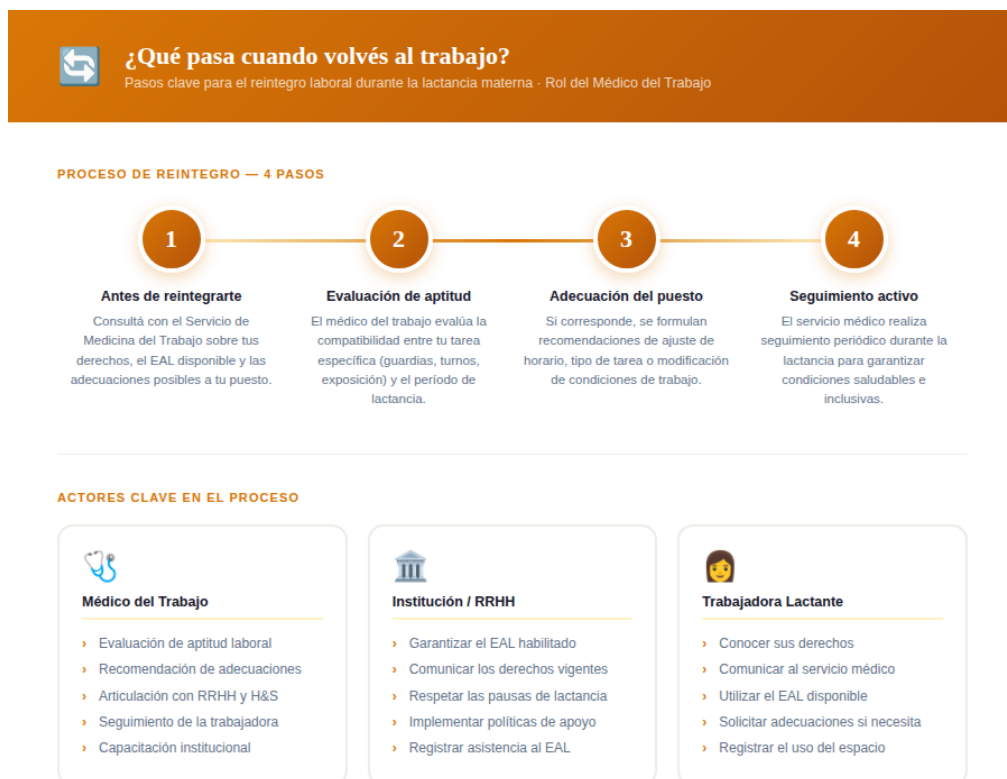 ¿Qué pasa cuando volvés al trabajo?
Pasos clave para el reintegro laboral durante la lactancia materna · Rol del Médico del Trabajo
PROCESO DE REINTEGRO — 4 PASOS
1
2
3
4
Antes de reintegrarte
Consultá con el Servicio de
Medicina del Trabajo sobre tus
derechos, el EAL disponible y las
adecuaciones posibles a tu puesto.
Evaluación de aptitud
El médico del trabajo evalúa la
compatibilidad entre tu tarea
específica (guardias, turnos,
exposición) y el período de
lactancia.
Adecuación del puesto
Si corresponde, se formulan
recomendaciones de ajuste de
horario, tipo de tarea o modificación
de condiciones de trabajo.
Seguimiento activo
El servicio médico realiza
seguimiento periódico durante la
lactancia para garantizar
condiciones saludables e
inclusivas.
ACTORES CLAVE EN EL PROCESO
Médico del Trabajo
› Evaluación de aptitud laboral
› Recomendación de adecuaciones
› Articulación con RRHH y H&S
› Seguimiento de la trabajadora
› Capacitación institucional
Institución / RRHH
› Garantizar el EAL habilitado
› Comunicar los derechos vigentes
› Respetar las pausas de lactancia
› Implementar políticas de apoyo
› Registrar asistencia al EAL
Trabajadora Lactante
› Conocer sus derechos
› Comunicar al servicio médico
› Utilizar el EAL disponible
› Solicitar adecuaciones si necesita
› Registrar el uso del espacio